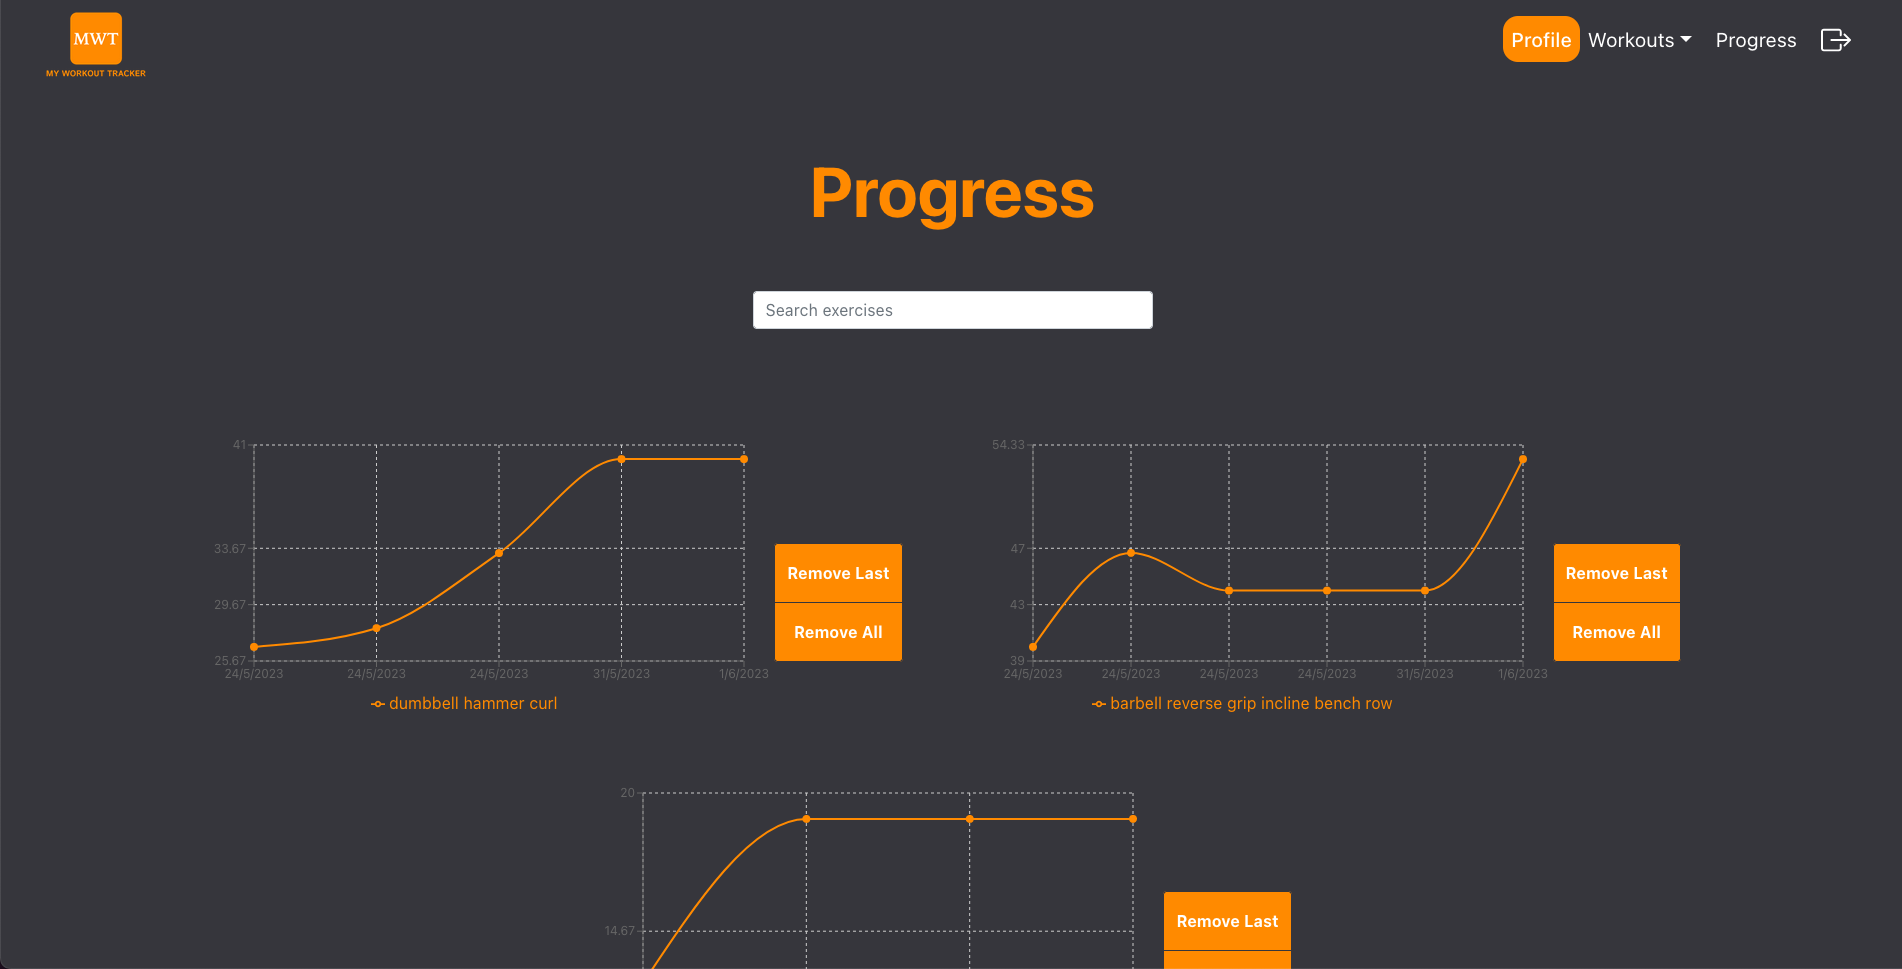 MWT
MY WORKOUT TRACKER
Profile Workouts Progress
Progress
Search exercises
41
33.67
29.67
25.67
24/5/2023 24/5/2023 24/5/2023 31/5/2023 1/6/2023
dumbbell hammer curl
Remove Last
Remove All
54.33
47
43
39
24/5/2023 24/5/2023 24/5/2023 24/5/2023 31/5/2023 1/6/2023
barbell reverse grip incline bench row
Remove Last
Remove All
20
14.67
Remove Last